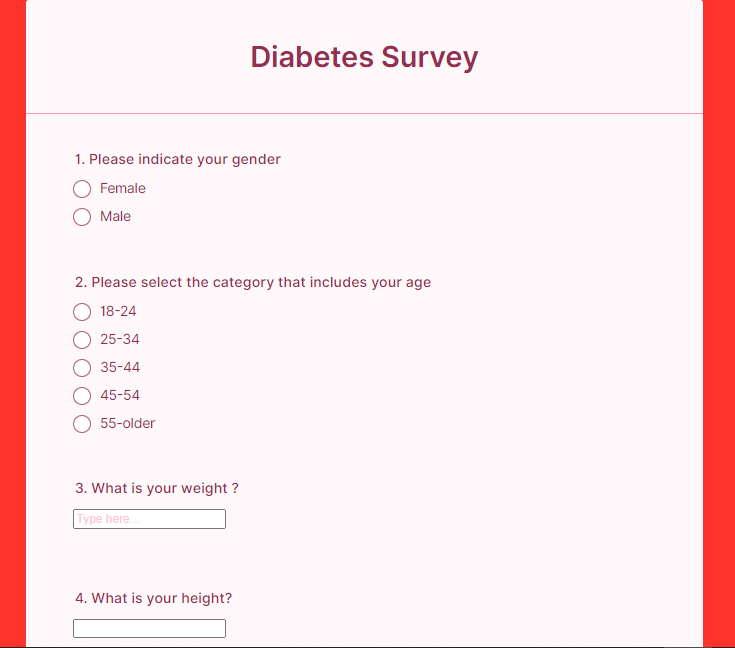 Diabetes Survey
1. Please indicate your gender
Female
Male
2. Please select the category that includes your age
18-24
25-34
35-44
45-54
55-older
3. What is your weight ?
Type here...
4. What is your height?